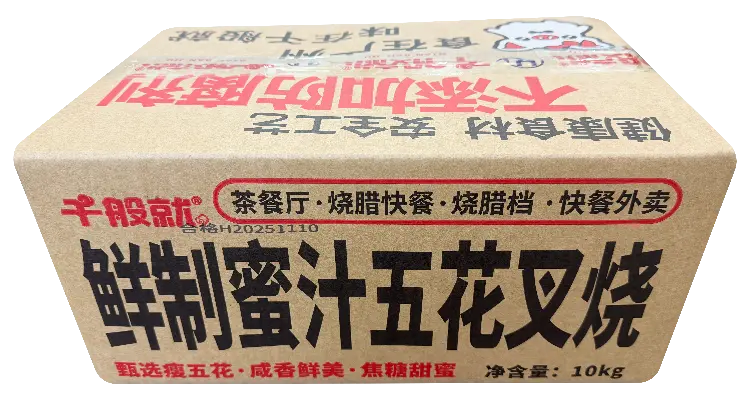 味在千般就
食在广州
不添加防腐剂
健康食材 安全工艺
千般就®
茶餐厅·烧腊快餐·烧腊档·快餐外卖
合格H20251110
鲜制蜜汁五花叉烧
甄选瘦五花·咸香鲜美·焦糖甜蜜
净含量：10kg